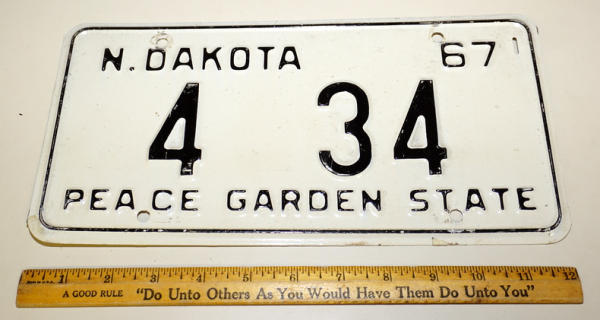 N. DAKOTA 67
4 34
PEACE GARDEN STATE
1 2 3 4 5 6 7 8 9 10 11 12
A GOOD RULE "Do Unto Others As You Would Have Them Do Unto You"